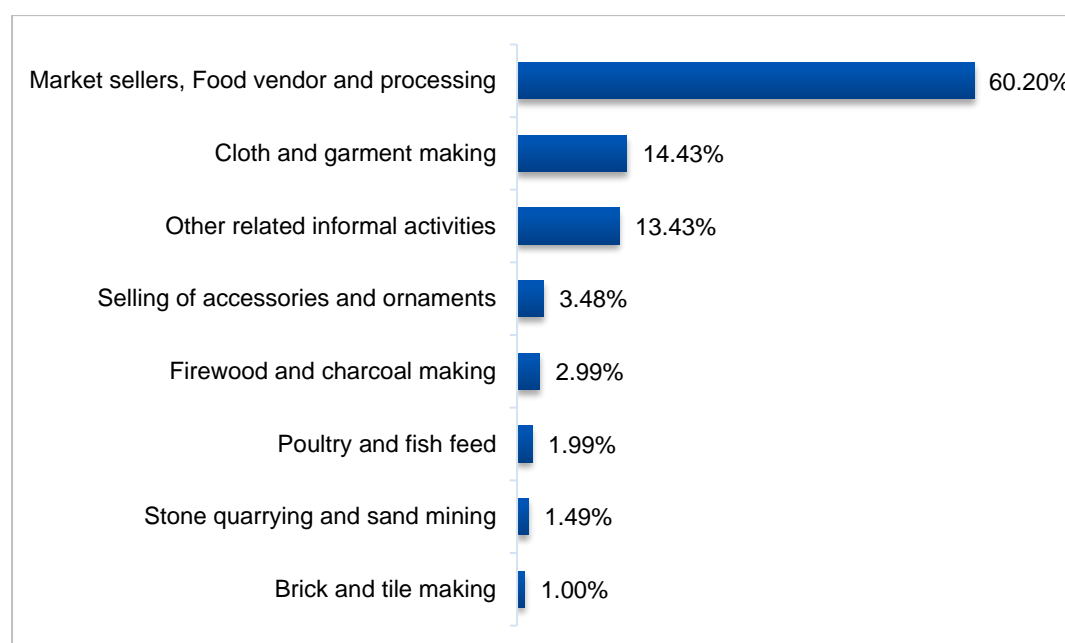 Market sellers, Food vendor and processing 60.20%
Cloth and garment making 14.43%
Other related informal activities 13.43%
Selling of accessories and ornaments 3.48%
Firewood and charcoal making 2.99%
Poultry and fish feed 1.99%
Stone quarrying and sand mining 1.49%
Brick and tile making 1.00%